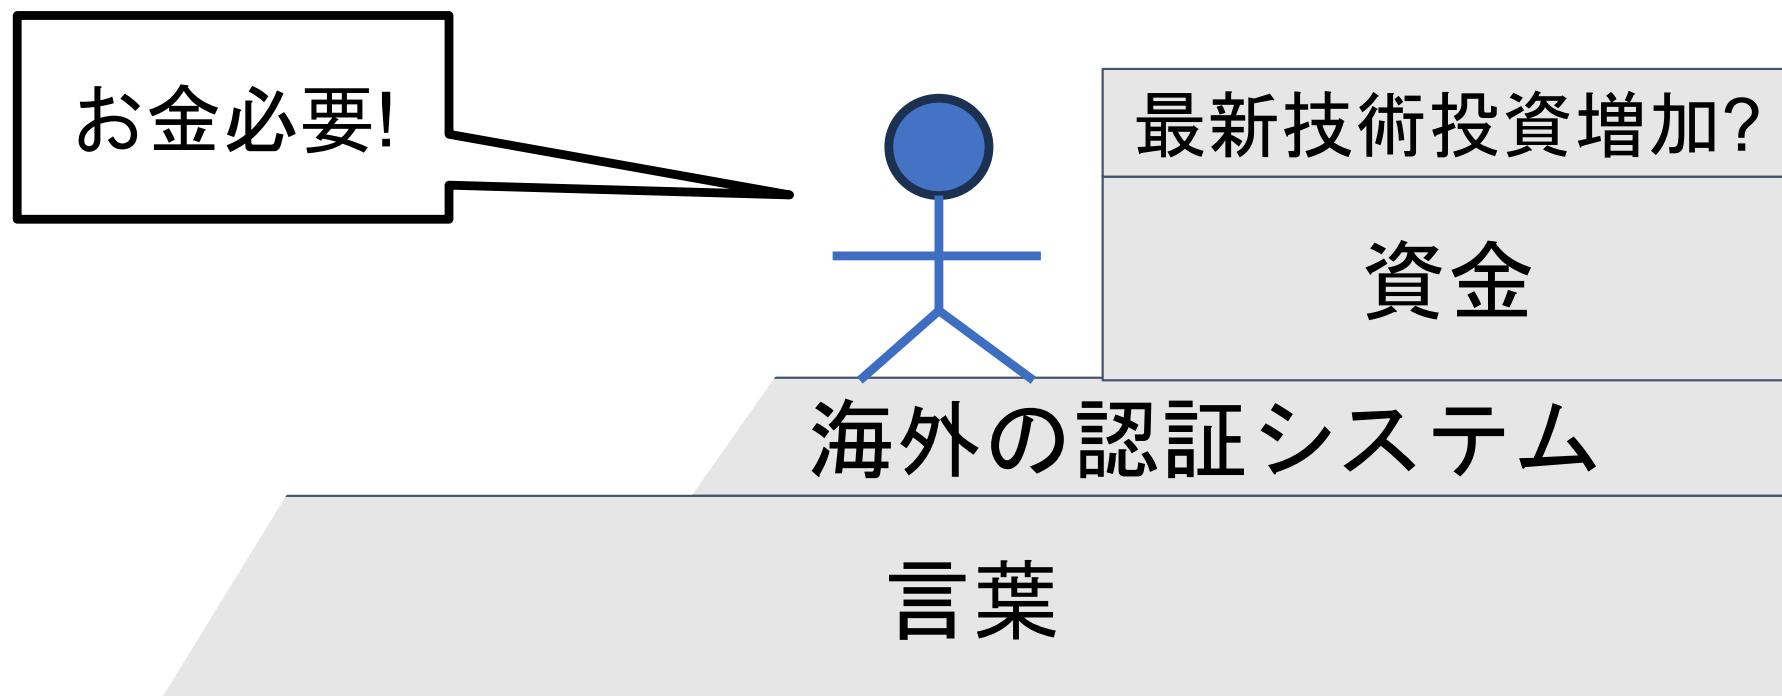 お金必要!
最新技術投資増加?
資金
海外の認証システム
言葉